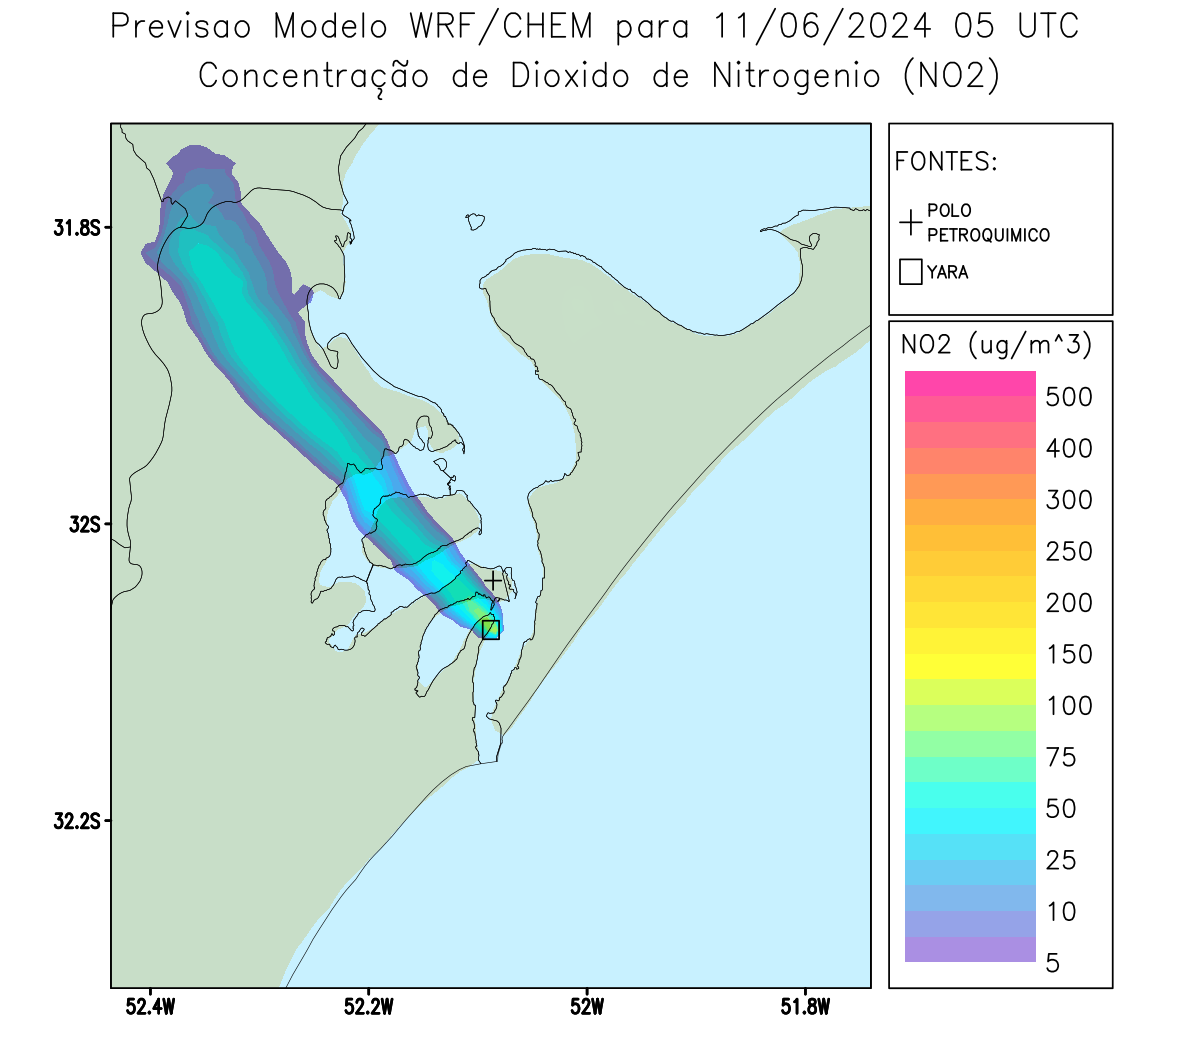 Previsao Modelo WRF/CHEM para 11/06/2024 05 UTC
Concentração de Dioxido de Nitrogenio (NO2)
FONTES:
POLO
PETROQUIMICO
YARA
31.8S
32S
32.2S
52.4W
52.2W
52W
51.8W
NO2 (ug/m^3)
500
400
300
250
200
150
100
75
50
25
10
5